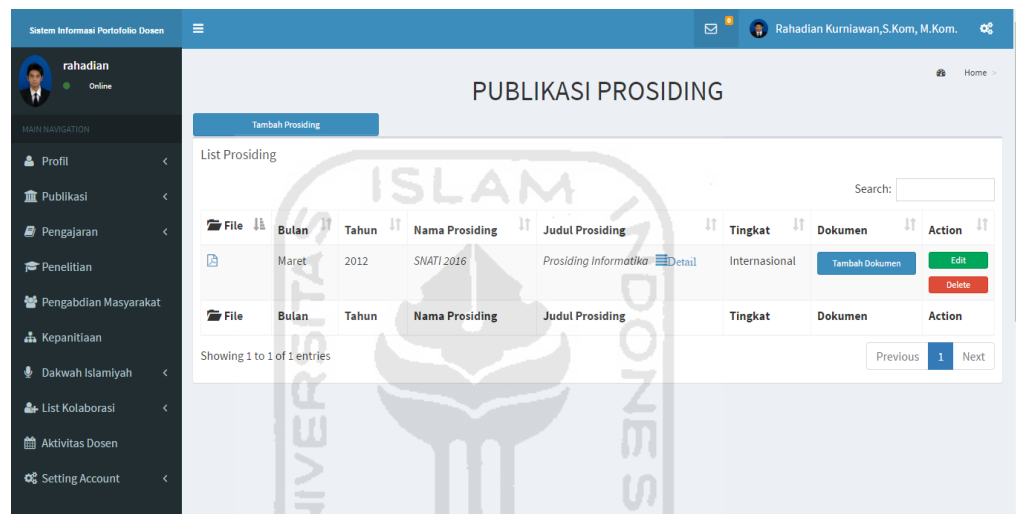 Sistem Informasi Portofolio Dosen
0
Rahadian Kurniawan,S.Kom, M.Kom.
rahadian
Online
Home >
PUBLIKASI PROSIDING
MAIN NAVIGATION
Tambah Prosiding
Profil
Publikasi
Pengajaran
Penelitian
Pengabdian Masyarakat
Kepanitiaan
Dakwah Islamiyah
List Kolaborasi
Aktivitas Dosen
Setting Account
List Prosiding
Search:
File Bulan Tahun Nama Prosiding Judul Prosiding Tingkat Dokumen Action
Maret 2012 SNATI 2016 Prosiding Informatika Detail Internasional Tambah Dokumen Edit
Delete
File Bulan Tahun Nama Prosiding Judul Prosiding Tingkat Dokumen Action
Showing 1 to 1 of 1 entries
Previous 1 Next
ISLAM